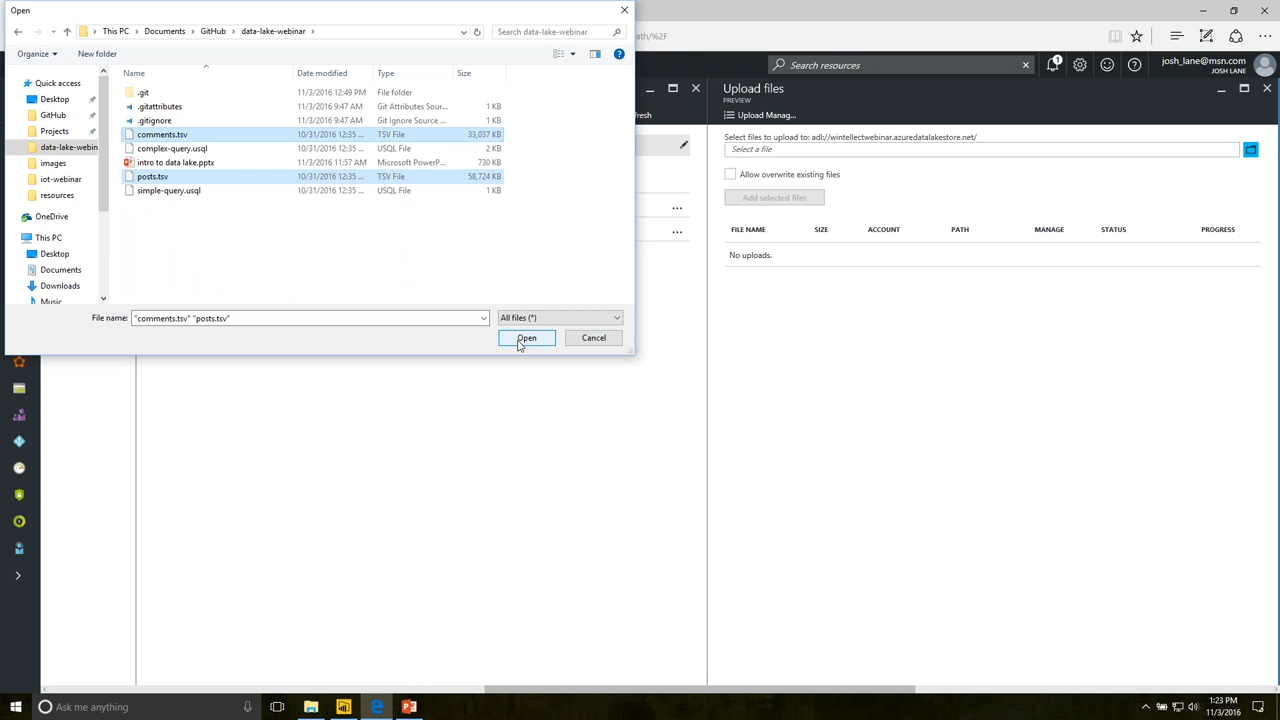 Open
This PC > Documents > GitHub > data-lake-webinar >
Search data-lake-webinar
Organize
New folder
Name
Date modified
Type
Size
Quick access
Desktop
GitHub
Projects
data-lake-webin
images
iot-webinar
resources
OneDrive
This PC
Desktop
Documents
Downloads
Music
.git 11/3/2016 12:49 PM File folder
.gitattributes 11/3/2016 9:47 AM Git Attributes Sour... 1 KB
.gitignore 11/3/2016 9:47 AM Git Ignore Source ... 1 KB
comments.tsv 10/31/2016 12:35 ... TSV File 33,037 KB
complex-query.usql 10/31/2016 12:35 ... USQL File 2 KB
intro to data lake.pptx 11/3/2016 11:57 AM Microsoft PowerP... 730 KB
posts.tsv 10/31/2016 12:35 ... TSV File 58,724 KB
simple-query.usql 10/31/2016 12:35 ... USQL File 1 KB
File name: "comments.tsv" "posts.tsv"
All files (*)
Open
Cancel
ath/%2F
Search resources
1
josh_lane@msn.com
JOSH LANE
fresh
Upload files
PREVIEW
Upload Manag...
Select files to upload to: adl://wintellectwebinar.azuredatalakestore.net/
Select a file
Allow overwrite existing files
Add selected files
FILE NAME SIZE ACCOUNT PATH MANAGE STATUS PROGRESS
No uploads.
Ask me anything
1:23 PM
11/3/2016